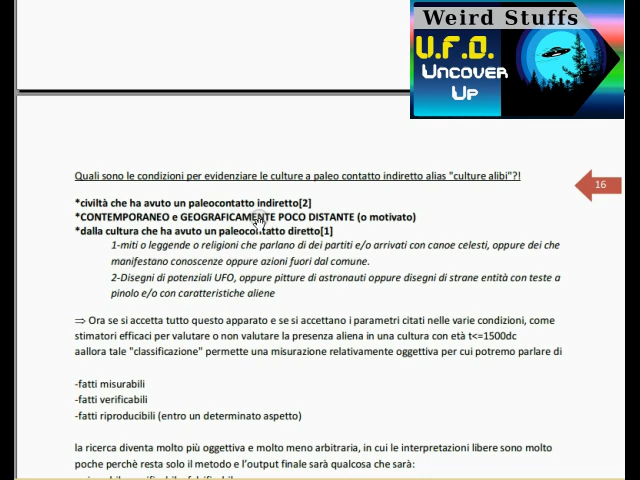 Weird Stuffs
U.F.O.
Uncover
Up
Quali sono le condizioni per evidenziare le culture a paleo contatto indiretto alias "culture alibi"?!
16
*civiltà che ha avuto un paleocontatto indiretto[2]
*CONTEMPORANEO e GEOGRAFICAMENTE POCO DISTANTE (o motivato)
*dalla cultura che ha avuto un paleocontatto diretto[1]
1-miti o leggende o religioni che parlano di dei partiti e/o arrivati con canoe celesti, oppure dei che
manifestano conoscenze oppure azioni fuori dal comune.
2-Disegni di potenziali UFO, oppure pitture di astronauti oppure disegni di strane entità con teste a
pinolo e/o con caratteristiche aliene
⇒ Ora se si accetta tutto questo apparato e se si accettano i parametri citati nelle varie condizioni, come
stimatori efficaci per valutare o non valutare la presenza aliena in una cultura con età t<=1500dc
aallora tale "classificazione" permette una misurazione relativamente oggettiva per cui potremo parlare di
-fatti misurabili
-fatti verificabili
-fatti riproducibili (entro un determinato aspetto)
la ricerca diventa molto più oggettiva e molto meno arbitraria, in cui le interpretazioni libere sono molto
poche perchè resta solo il metodo e l'output finale sarà qualcosa che sarà: